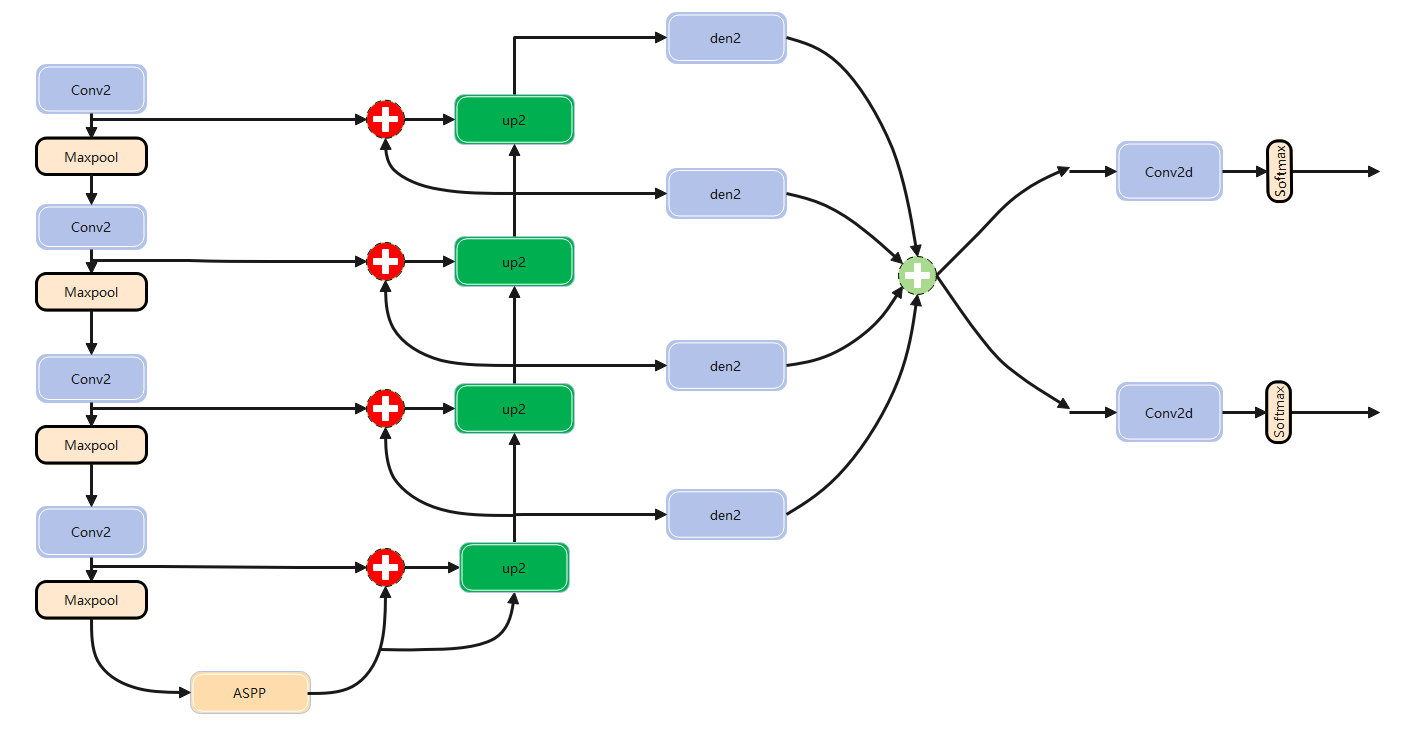 den2
Conv2
up2
Maxpool
Conv2d
Softmax
den2
Conv2
up2
Maxpool
den2
Conv2
up2
Conv2d
Softmax
Maxpool
den2
Conv2
up2
Maxpool
ASPP